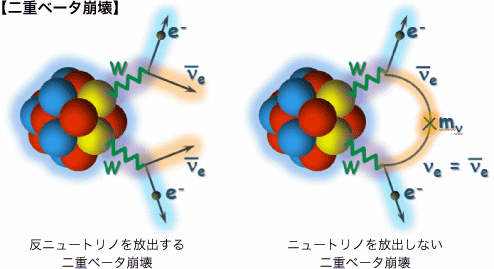 【二重ベータ崩壊】
e⁻
W
ν̅ₑ
W
ν̅ₑ
e⁻
反ニュートリノを放出する
二重ベータ崩壊
e⁻
W
ν̅ₑ
mᵥ
νₑ = ν̅ₑ
W
e⁻
ニュートリノを放出しない
二重ベータ崩壊